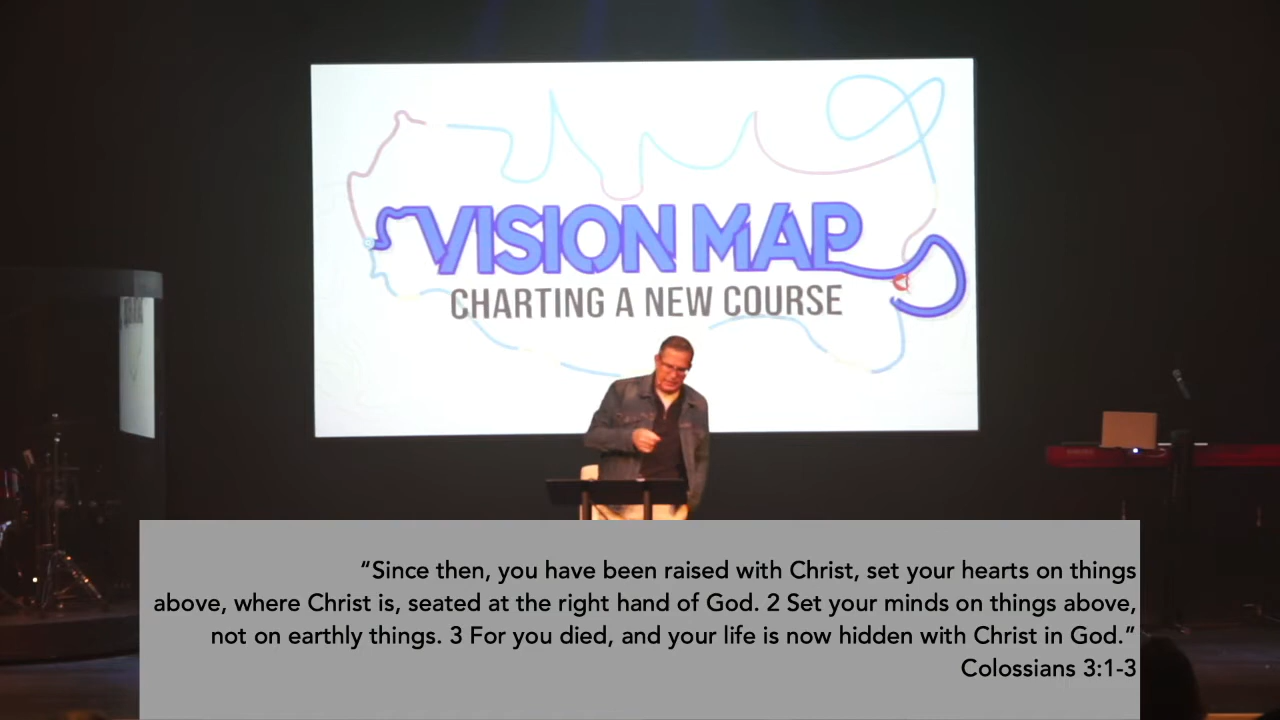 VISION MAP
CHARTING A NEW COURSE
“Since then, you have been raised with Christ, set your hearts on things
above, where Christ is, seated at the right hand of God. 2 Set your minds on things above,
not on earthly things. 3 For you died, and your life is now hidden with Christ in God.”
Colossians 3:1-3